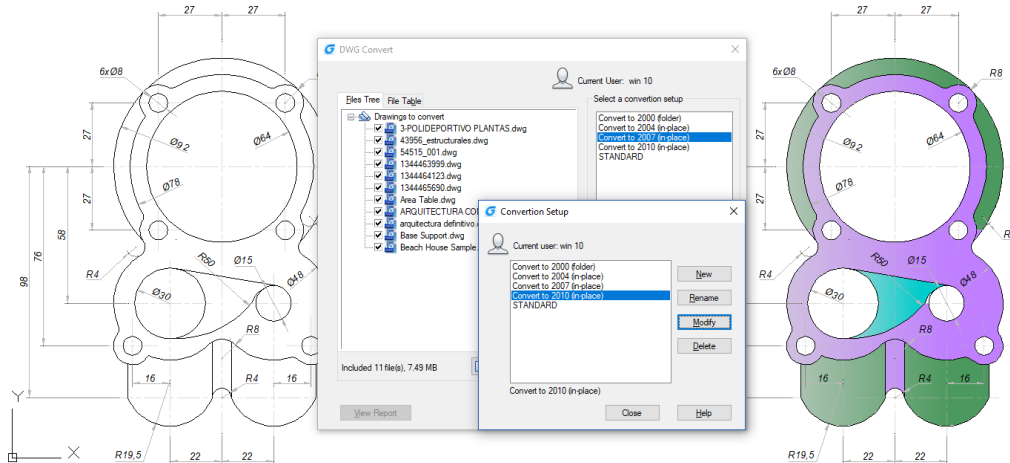 27
27
6xØ8
27
Ø92
Ø64
Ø78
27
58
76
98
R4
R50
Ø15
Ø48
Ø30
R8
16
R4
16
R19,5
22
22
Y
X
DWG Convert
Current User: win 10
Files Tree
File Table
Drawings to convert
3-POLIDEPORTIVO PLANTAS.dwg
43956_estructurales.dwg
54515_001.dwg
1344463999.dwg
1344464123.dwg
1344465690.dwg
Area Table.dwg
ARQUITECTURA
arquitectura definitivo
Base Support.dwg
Beach House Sample
Included 11 file(s), 7.49 MB
View Report
Select a convertion setup
Convert to 2000 (folder)
Convert to 2004 (in-place)
Convert to 2007 (in-place)
Convert to 2010 (in-place)
STANDARD
Convertion Setup
Current user: win 10
Convert to 2000 (folder)
Convert to 2004 (in-place)
Convert to 2007 (in-place)
Convert to 2010 (in-place)
STANDARD
New
Rename
Modify
Delete
Convert to 2010 (in-place)
Close
Help
27
27
6xØ8
R8
27
Ø92
Ø64
Ø78
27
R4
R50
Ø15
Ø48
Ø30
R8
16
R4
16
R19,5
22
22